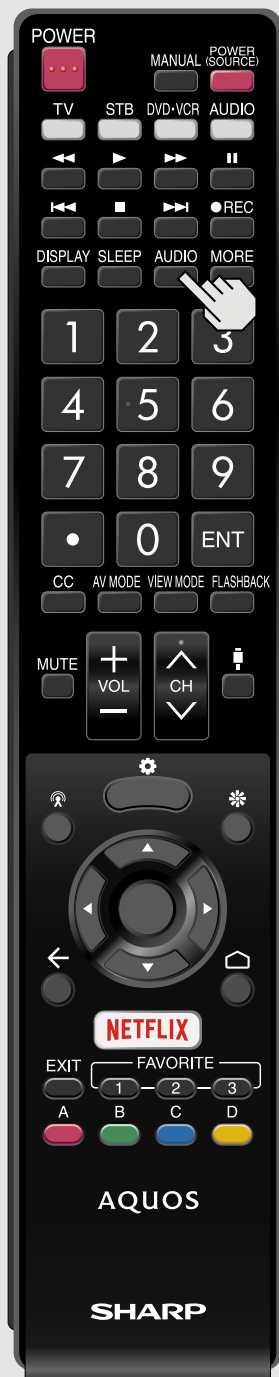 POWER
MANUAL POWER (SOURCE)
TV STB DVD•VCR AUDIO
●REC
DISPLAY SLEEP AUDIO MORE
1 2 3
4 5 6
7 8 9
• 0 ENT
CC AV MODE VIEW MODE FLASHBACK
MUTE + VOL − CH
NETFLIX
EXIT FAVORITE
1 2 3
A B C D
AQUOS
SHARP